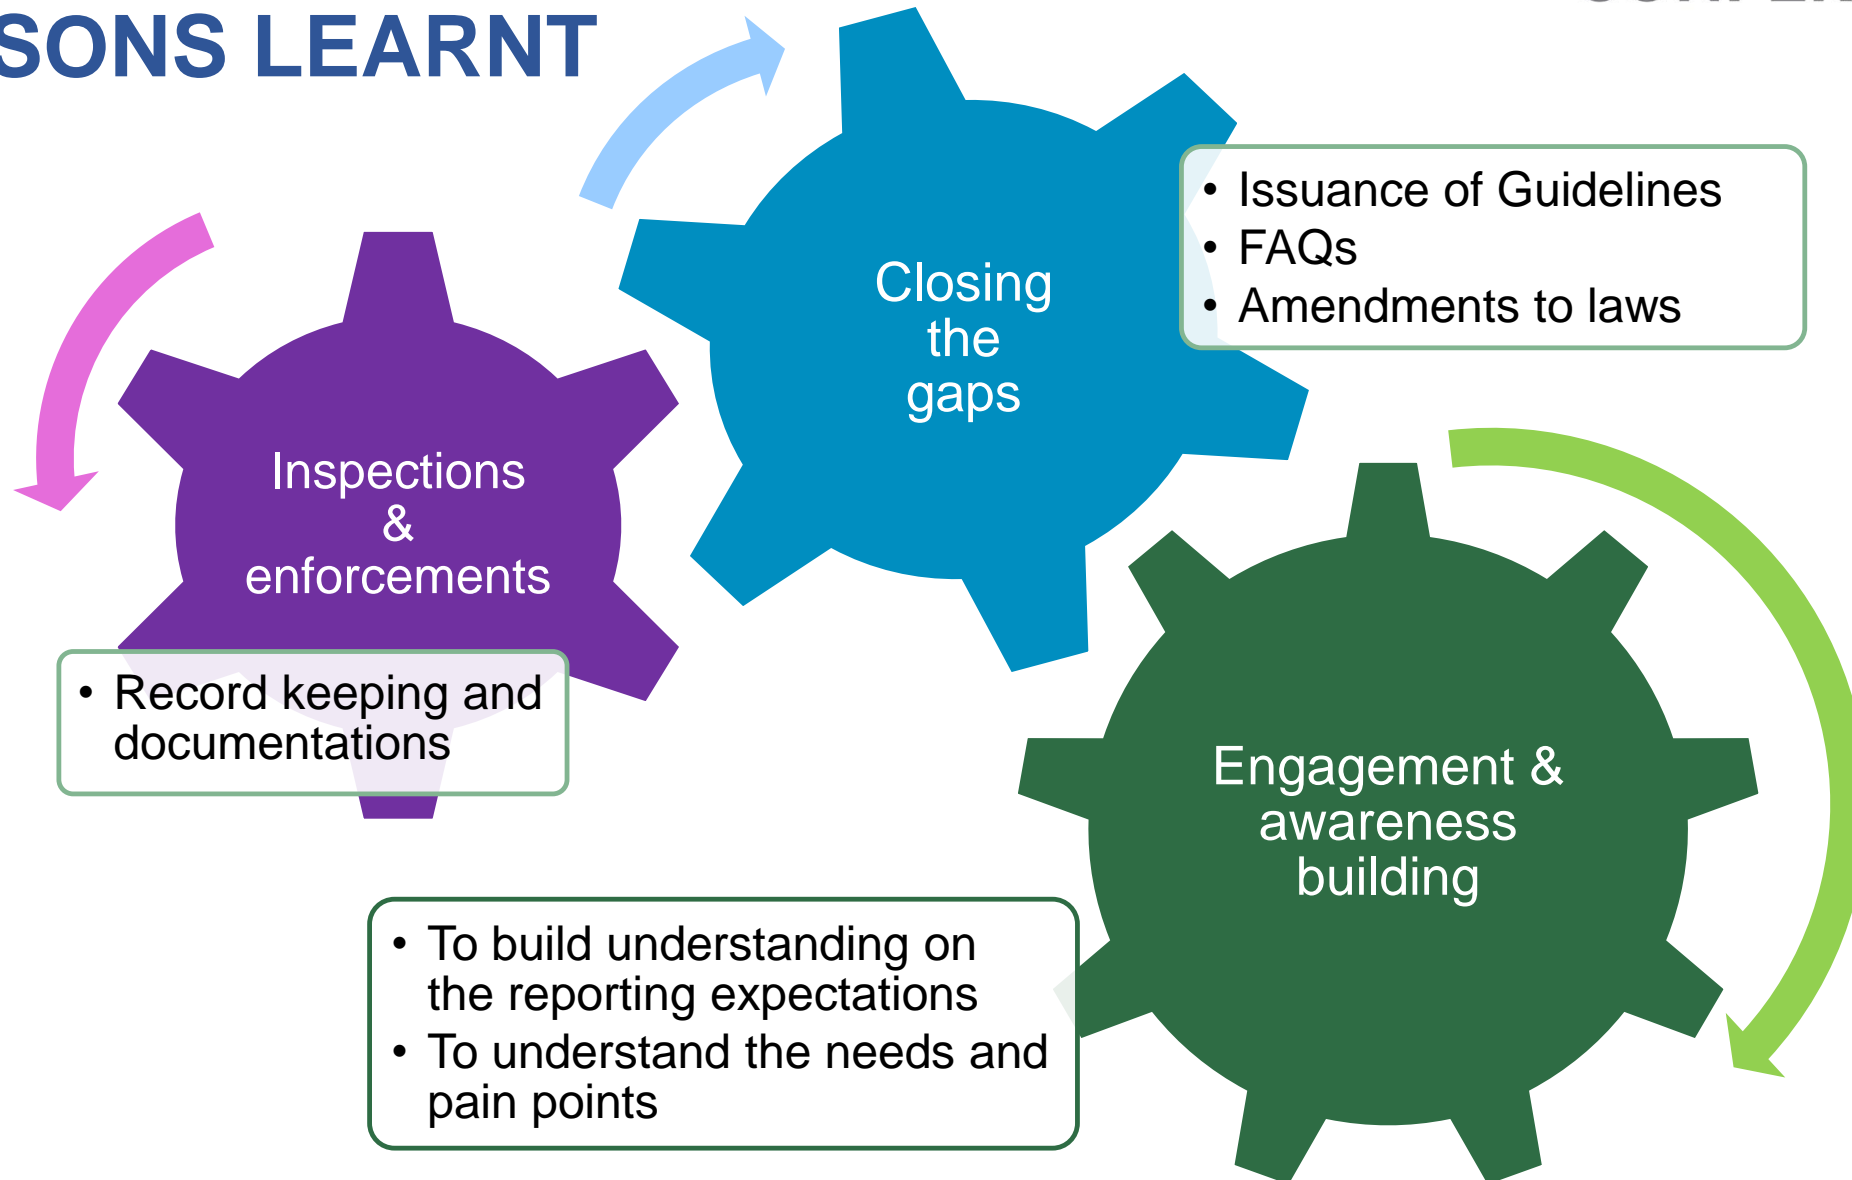 SONS LEARNT
Closing
the
gaps
• Issuance of Guidelines
• FAQs
• Amendments to laws
Inspections
&
enforcements
• Record keeping and
documentations
Engagement &
awareness
building
• To build understanding on
the reporting expectations
• To understand the needs and
pain points